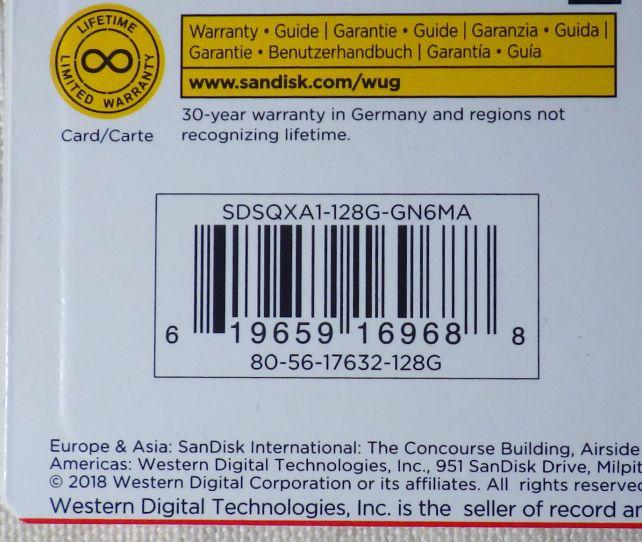 LIFETIME
LIMITED WARRANTY
Card/Carte
Warranty • Guide | Garantie • Guide | Garanzia • Guida |
Garantie • Benutzerhandbuch | Garantía • Guía
www.sandisk.com/wug
30-year warranty in Germany and regions not
recognizing lifetime.
SDSQXA1-128G-GN6MA
6 19659 16968 8
80-56-17632-128G
Europe & Asia: SanDisk International: The Concourse Building, Airside
Americas: Western Digital Technologies, Inc., 951 SanDisk Drive, Milpit
© 2018 Western Digital Corporation or its affiliates. All rights reserved
Western Digital Technologies, Inc. is the seller of record an